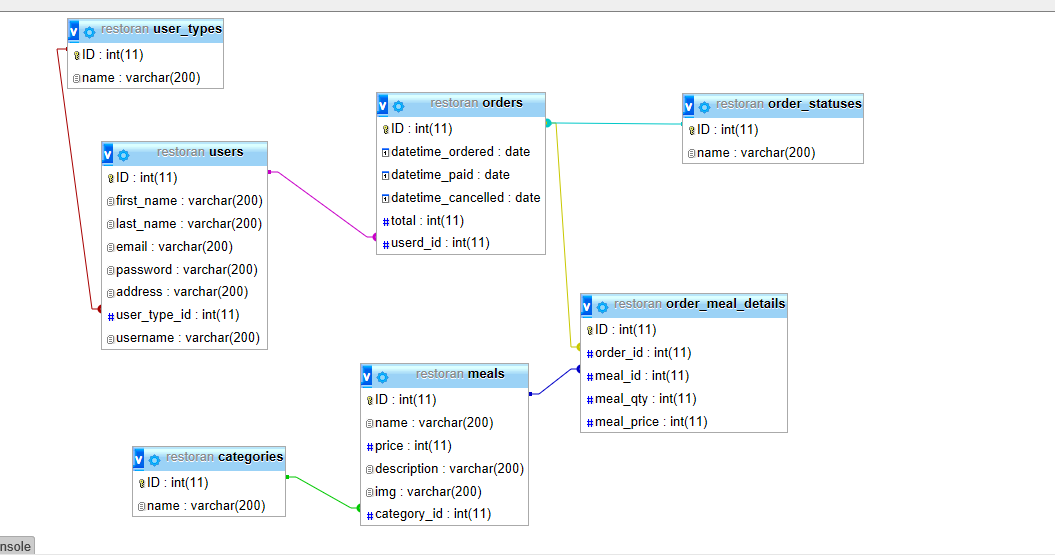 restoran user_types
ID : int(11)
name : varchar(200)
restoran users
ID : int(11)
first_name : varchar(200)
last_name : varchar(200)
email : varchar(200)
password : varchar(200)
address : varchar(200)
user_type_id : int(11)
username : varchar(200)
restoran orders
ID : int(11)
datetime_ordered : date
datetime_paid : date
datetime_cancelled : date
total : int(11)
userd_id : int(11)
restoran order_statuses
ID : int(11)
name : varchar(200)
restoran order_meal_details
ID : int(11)
order_id : int(11)
meal_id : int(11)
meal_qty : int(11)
meal_price : int(11)
restoran meals
ID : int(11)
name : varchar(200)
price : int(11)
description : varchar(200)
img : varchar(200)
category_id : int(11)
restoran categories
ID : int(11)
name : varchar(200)
nsole